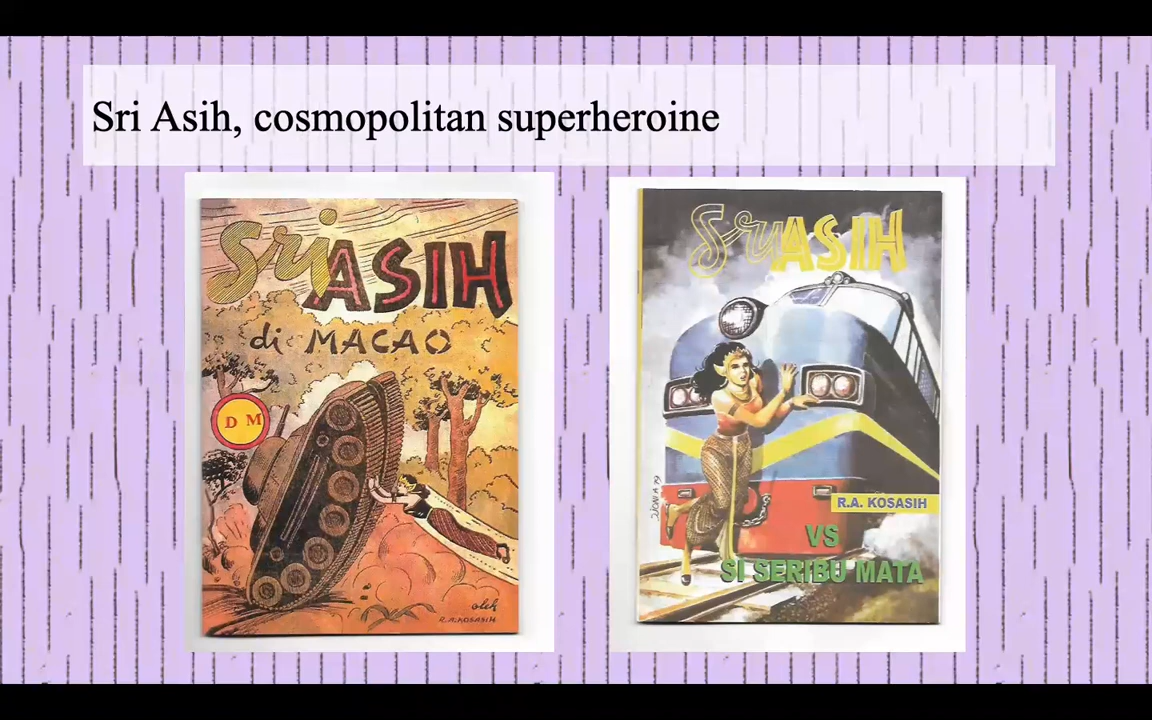 Sri Asih, cosmopolitan superheroine
Sri ASIH
di MACAO
D M
oleh
R.A.KOSASIH
Sri ASIH
R.A. KOSASIH
VS
SI SERIBU MATA